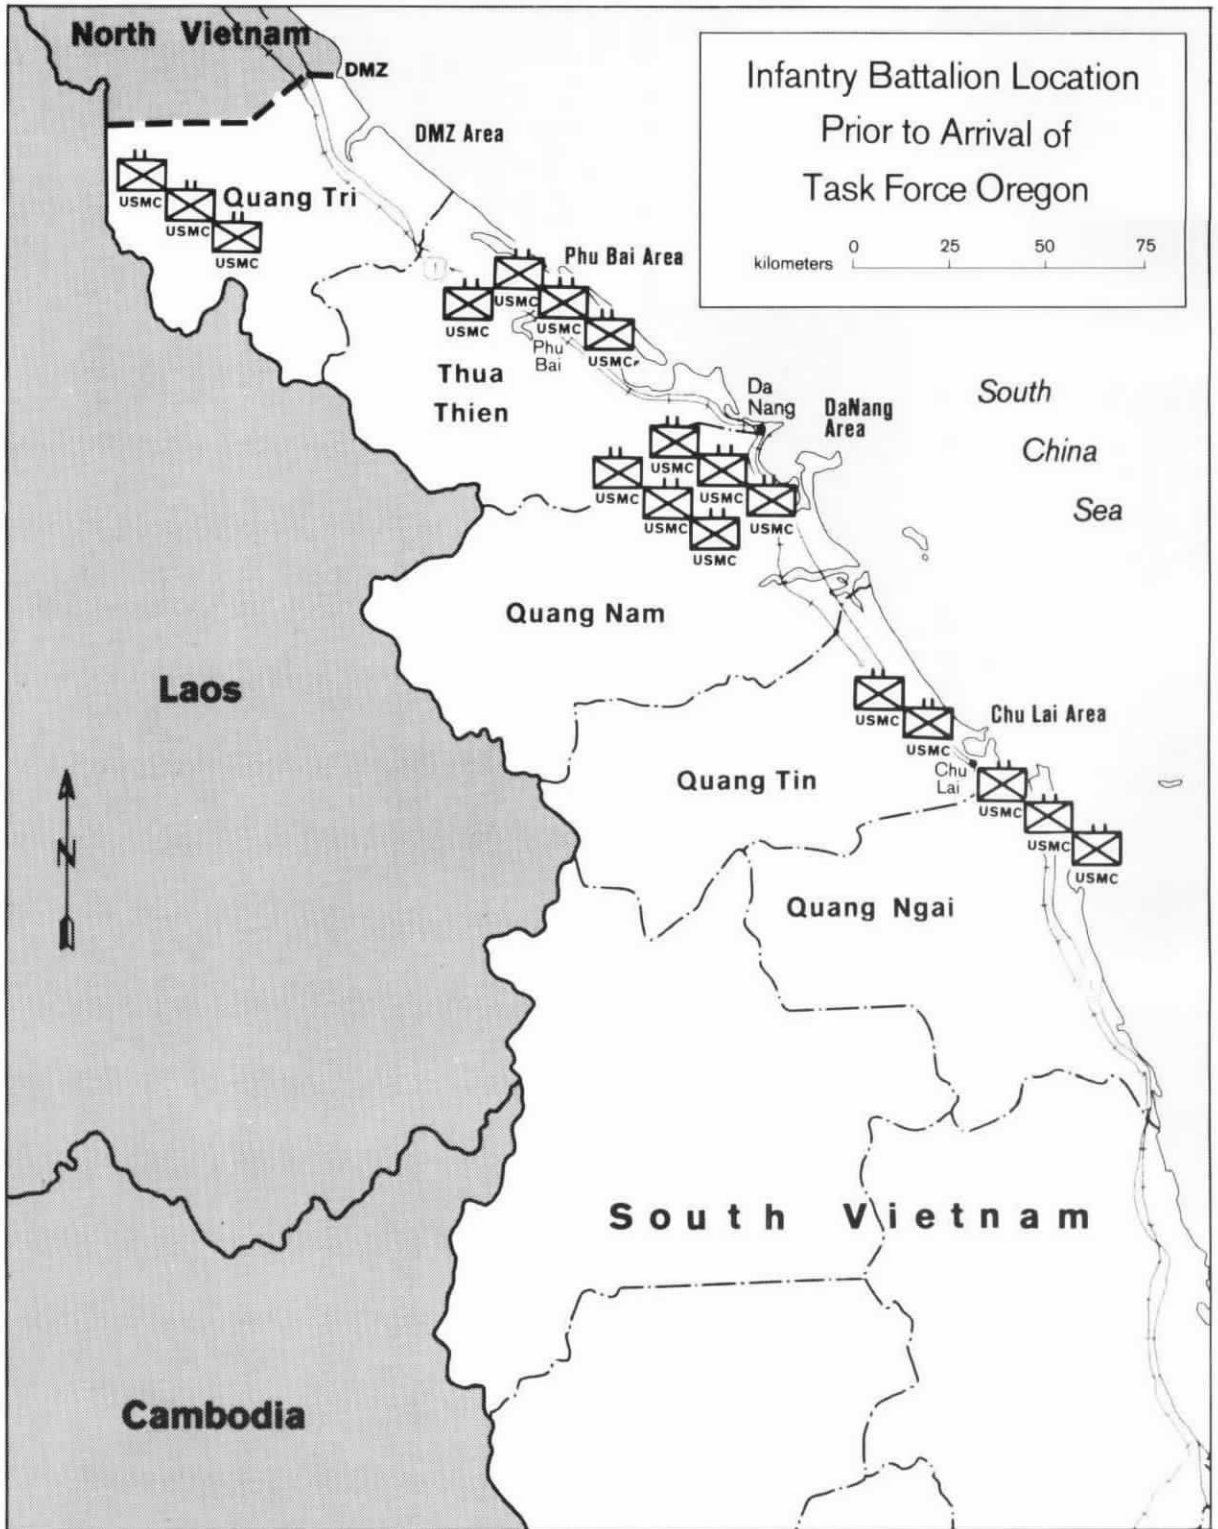 North Vietnam
DMZ
Infantry Battalion Location
Prior to Arrival of
Task Force Oregon
0 25 50 75
kilometers
DMZ Area
Quang Tri
USMC
USMC
USMC
Phu Bai Area
USMC
USMC
USMC
USMC
Phu
Bai
Thua
Thien
Da
Nang
DaNang
Area
South
China
Sea
USMC
USMC
USMC
USMC
USMC
USMC
Quang Nam
Laos
USMC
USMC
Chu Lai Area
Chu
Lai
Quang Tin
USMC
USMC
USMC
N
Quang Ngai
South Vietnam
Cambodia